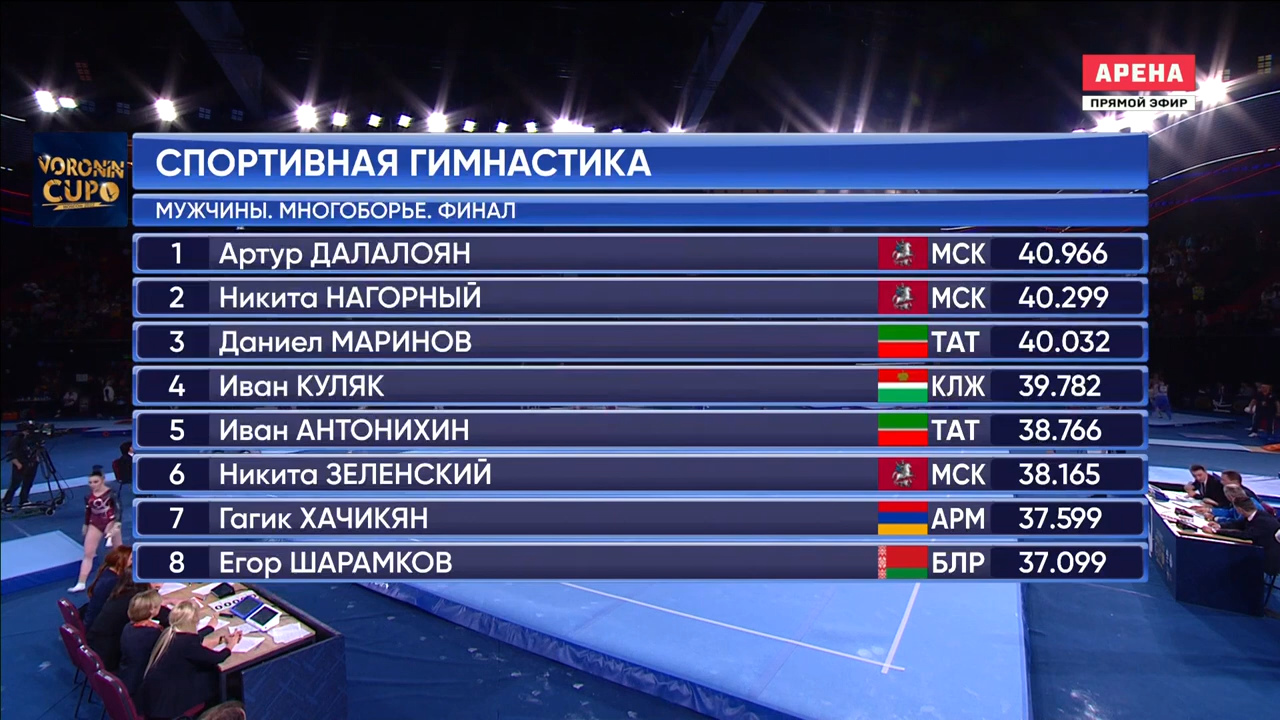 АРЕНА
ПРЯМОЙ ЭФИР
VORONIN
CUP
СПОРТИВНАЯ ГИМНАСТИКА
МУЖЧИНЫ. МНОГОБОРЬЕ. ФИНАЛ
1 Артур ДАЛАЛОЯН МСК 40.966
2 Никита НАГОРНЫЙ МСК 40.299
3 Даниел МАРИНОВ ТАТ 40.032
4 Иван КУЛЯК КЛЖ 39.782
5 Иван АНТОНИХИН ТАТ 38.766
6 Никита ЗЕЛЕНСКИЙ МСК 38.165
7 Гагик ХАЧИКЯН АРМ 37.599
8 Егор ШАРАМКОВ БЛР 37.099